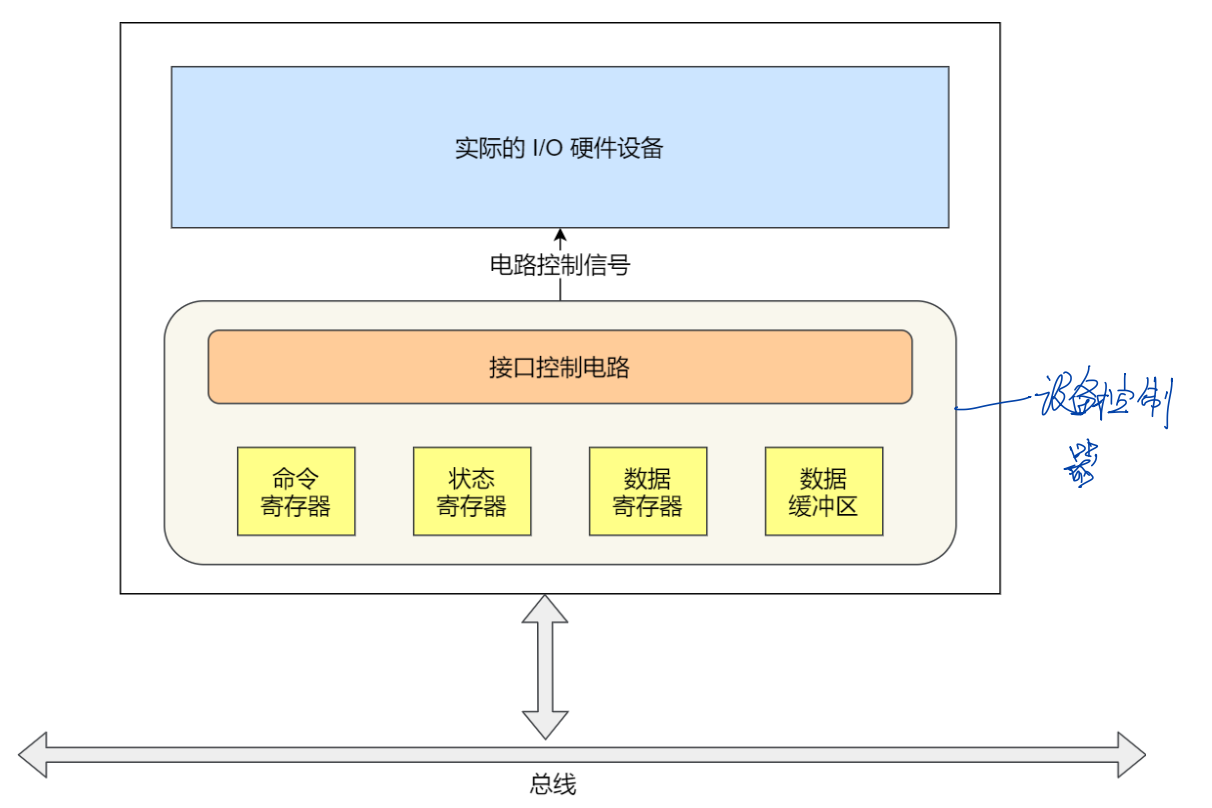 实际的 I/O 硬件设备
电路控制信号
接口控制电路
设备控制
器
命令
寄存器
状态
寄存器
数据
寄存器
数据
缓冲区
总线